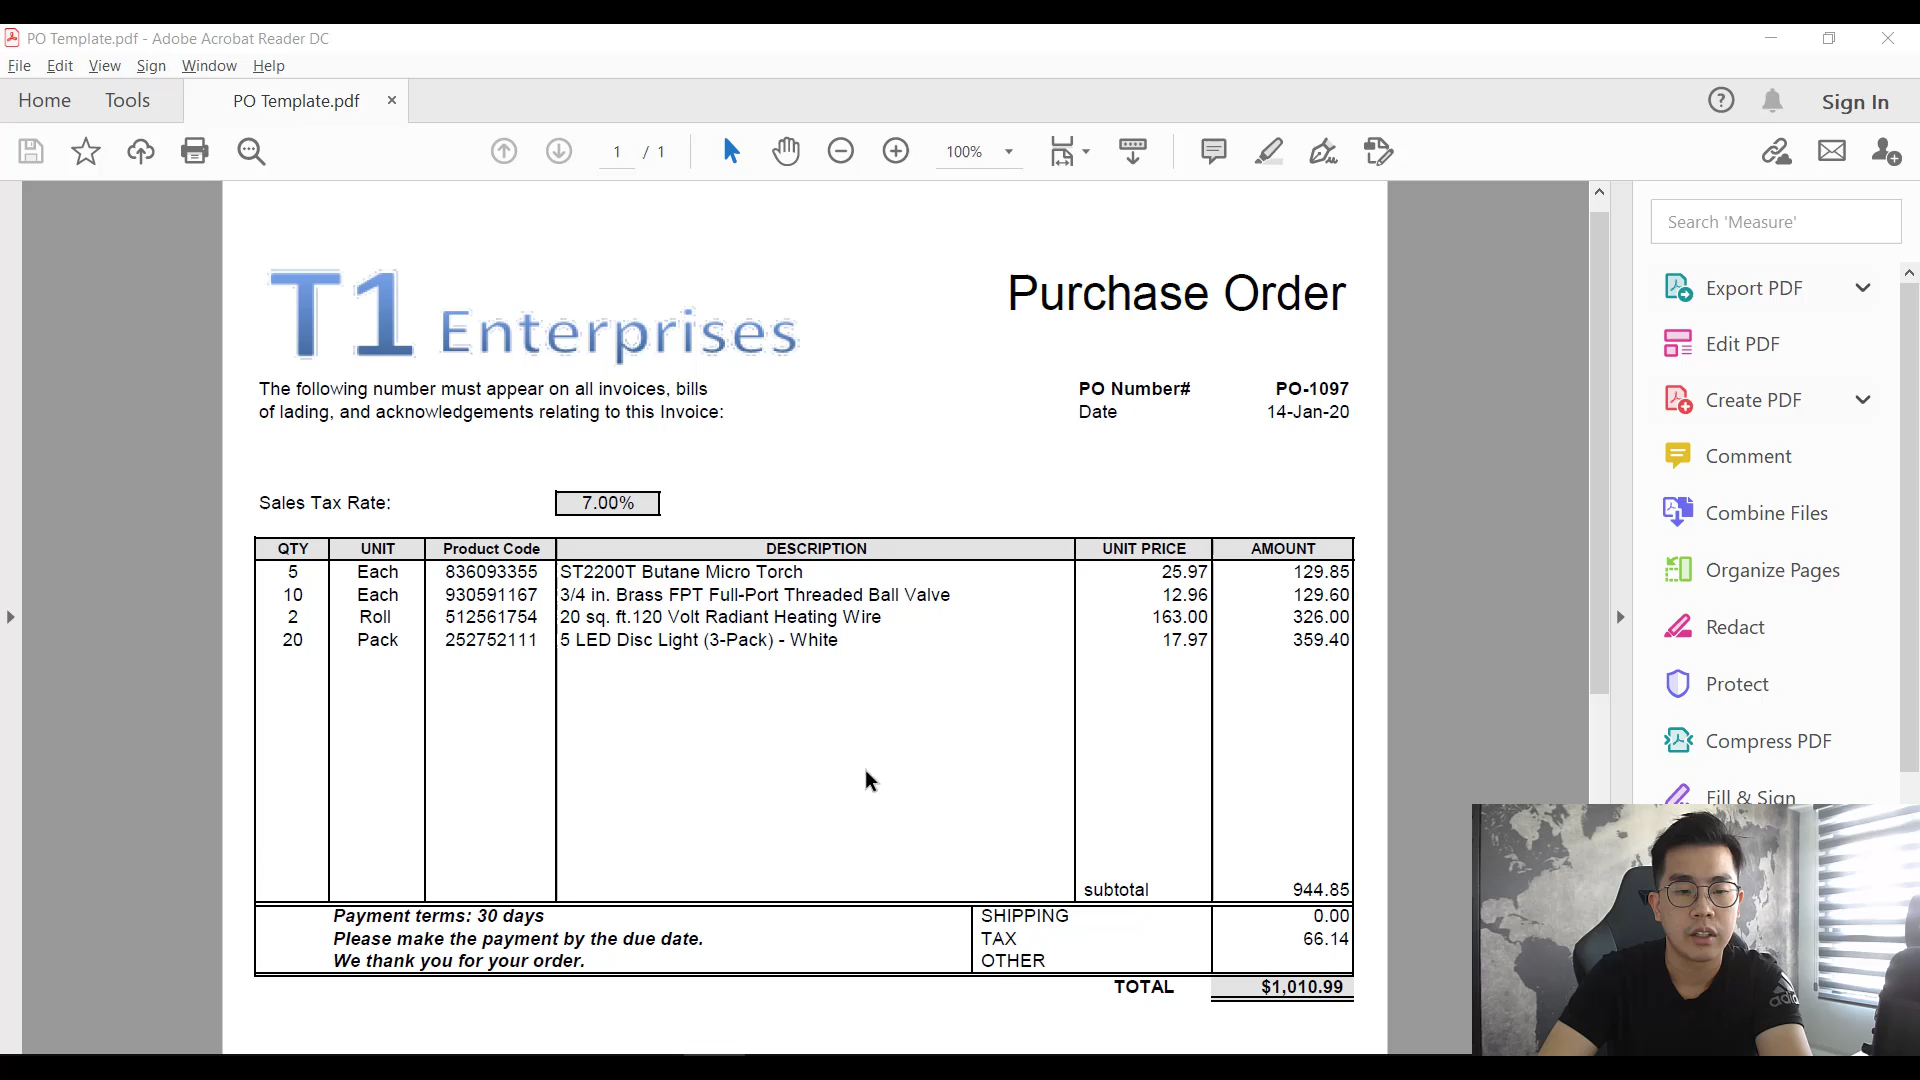 PO Template.pdf - Adobe Acrobat Reader DC
File Edit View Sign Window Help
Home Tools PO Template.pdf × Sign In
1 / 1 100%
Search 'Measure'
Export PDF
Edit PDF
Create PDF
Comment
Combine Files
Organize Pages
Redact
Protect
Compress PDF
Fill & Sign
T1 Enterprises
Purchase Order
The following number must appear on all invoices, bills
of lading, and acknowledgements relating to this Invoice:
PO Number# PO-1097
Date 14-Jan-20
Sales Tax Rate: 7.00%
QTY UNIT Product Code DESCRIPTION UNIT PRICE AMOUNT
5 Each 836093355 ST2200T Butane Micro Torch 25.97 129.85
10 Each 930591167 3/4 in. Brass FPT Full-Port Threaded Ball Valve 12.96 129.60
2 Roll 512561754 20 sq. ft.120 Volt Radiant Heating Wire 163.00 326.00
20 Pack 252752111 5 LED Disc Light (3-Pack) - White 17.97 359.40
subtotal 944.85
Payment terms: 30 days SHIPPING 0.00
Please make the payment by the due date. TAX 66.14
We thank you for your order. OTHER
TOTAL $1,010.99
adidas